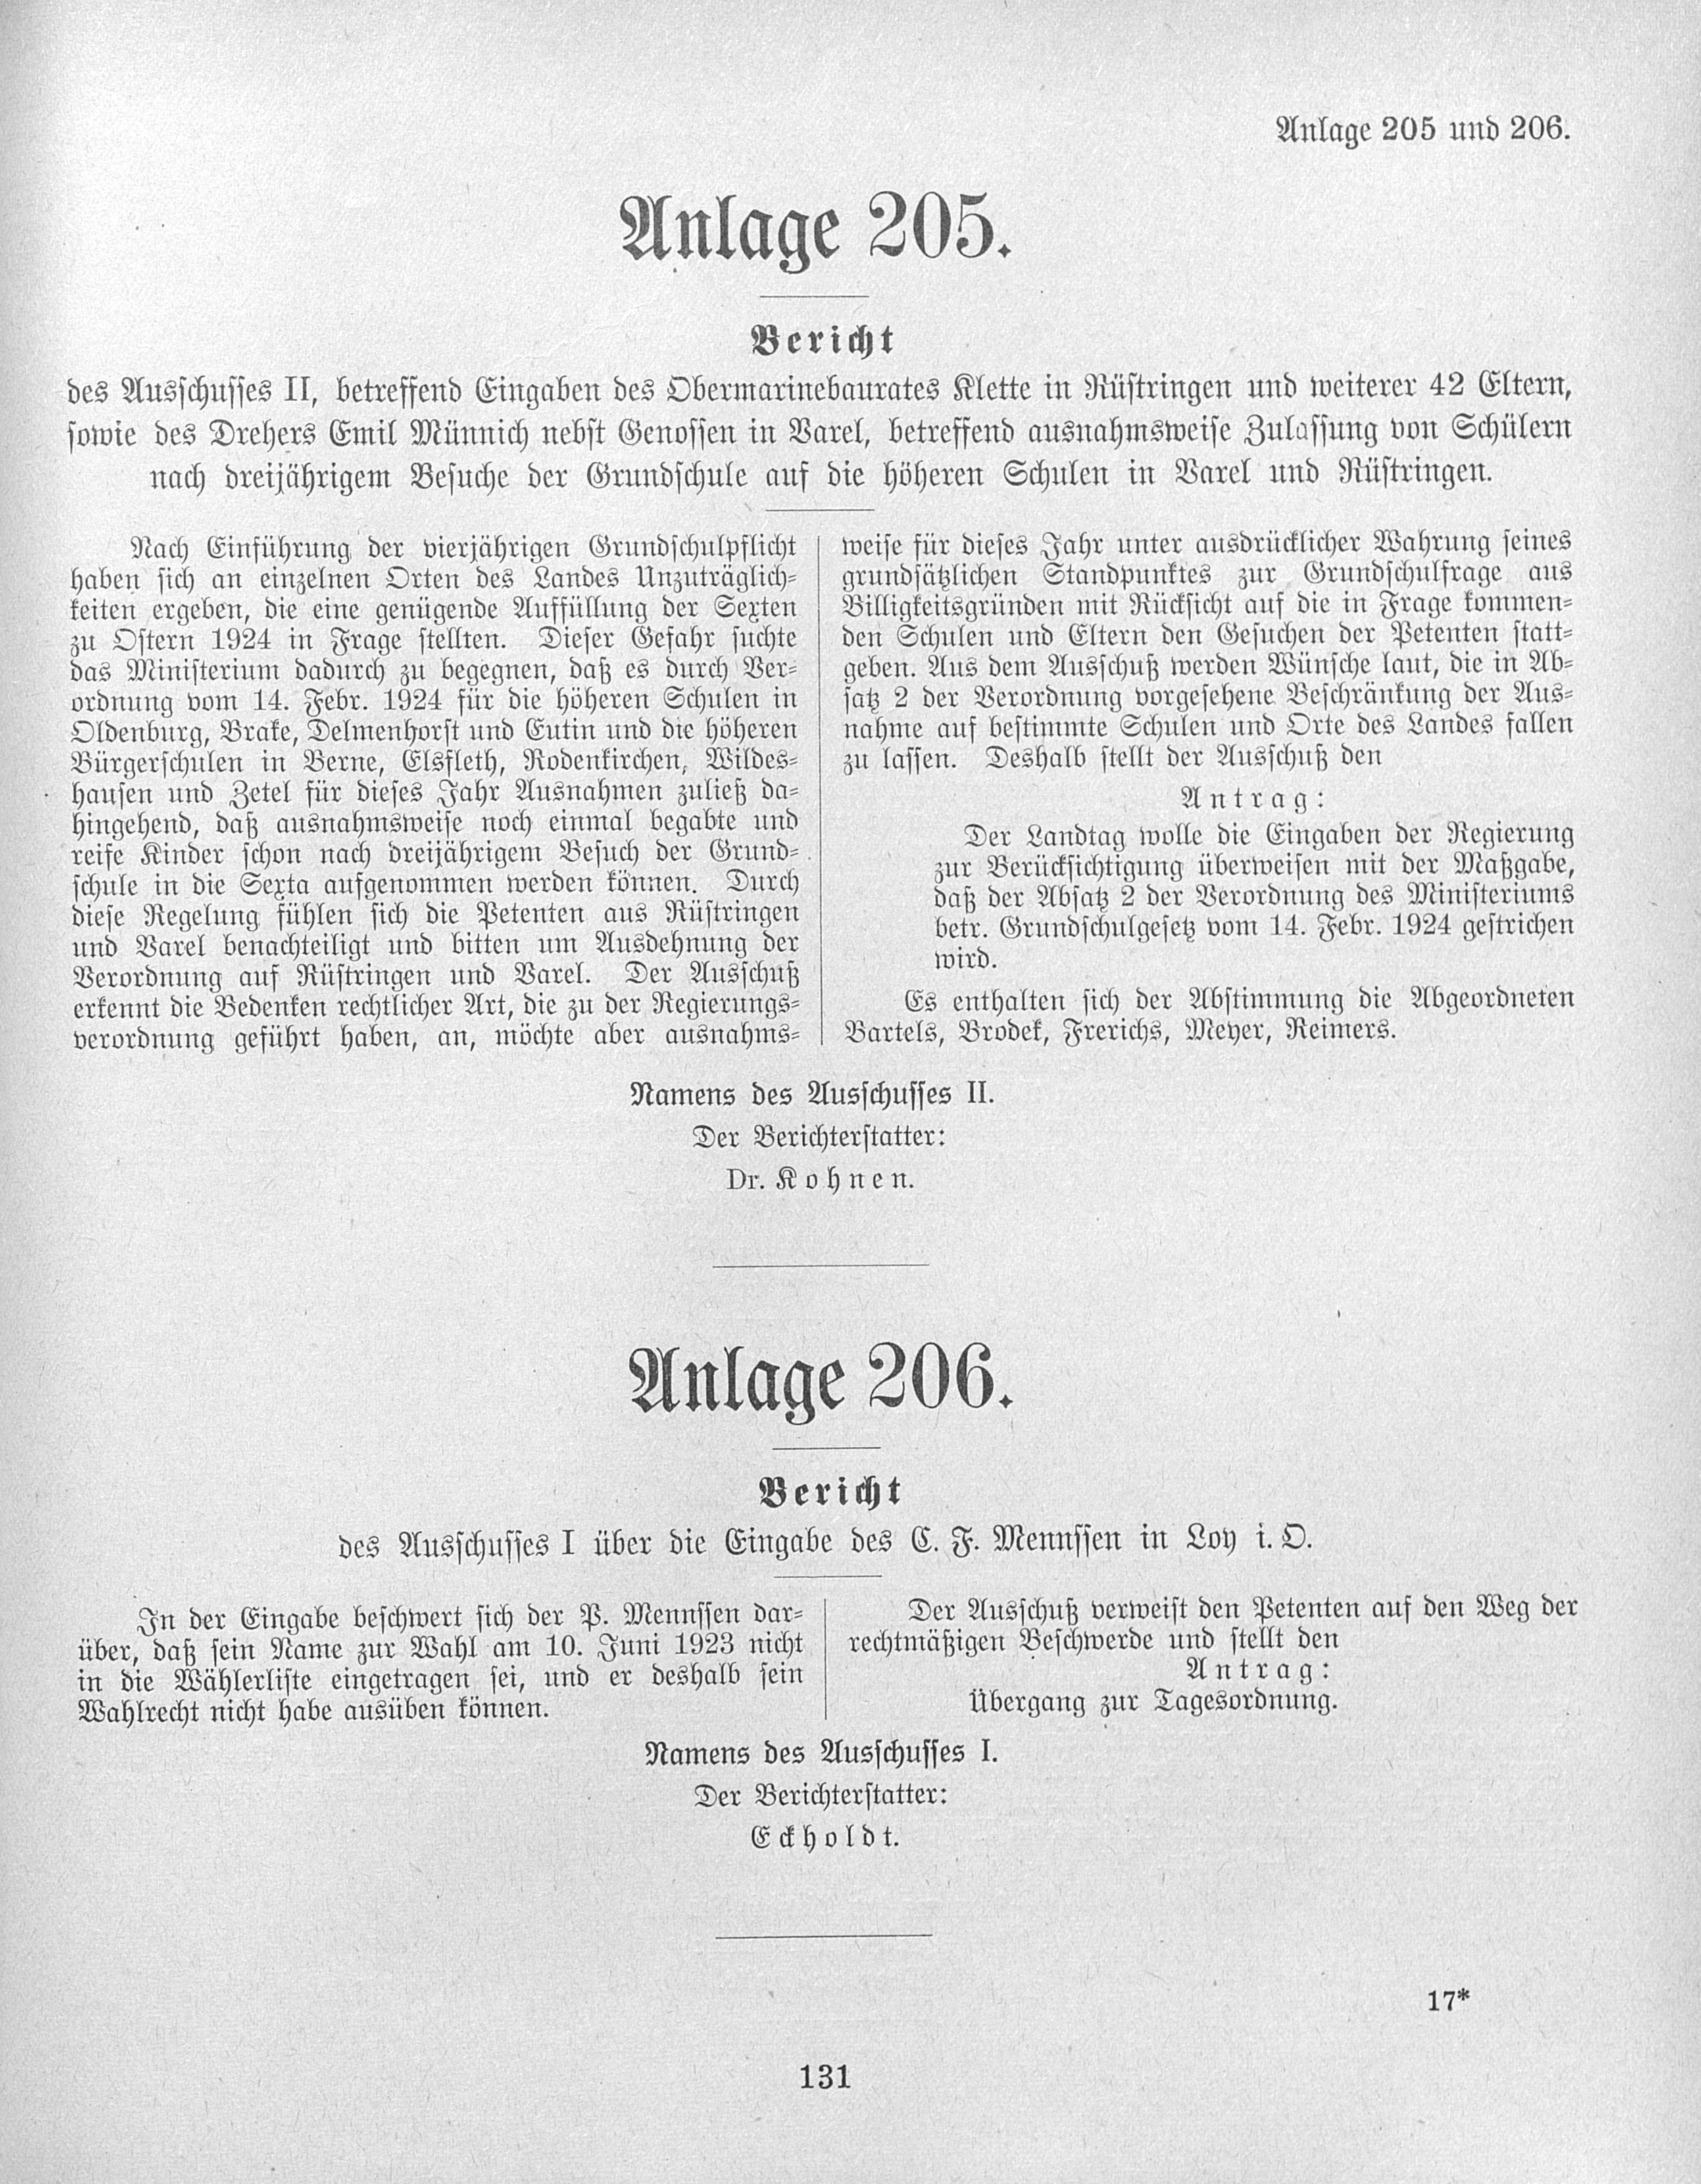 Anlage 205 und 206.
Anlage 205.
Bericht
des Ausschusses II, betreffend Eingaben des Obermarinebaurates Klette in Rüstringen und weiterer 42 Eltern,
sowie des Drehers Emil Münnich nebst Genossen in Varel, betreffend ausnahmsweise Zulassung von Schülern
nach dreijährigem Besuche der Grundschule auf die höheren Schulen in Varel und Rüstringen.
Nach Einführung der vierjährigen Grundschulpflicht
haben sich an einzelnen Orten des Landes Unzuträglich-
keiten ergeben, die eine genügende Auffüllung der Sexten
zu Ostern 1924 in Frage stellten. Dieser Gefahr suchte
das Ministerium dadurch zu begegnen, daß es durch Ver-
ordnung vom 14. Febr. 1924 für die höheren Schulen in
Oldenburg, Brake, Delmenhorst und Eutin und die höheren
Bürgerschulen in Berne, Elsfleth, Rodenkirchen, Wildes-
hausen und Zetel für dieses Jahr Ausnahmen zuließ da-
hingehend, daß ausnahmsweise noch einmal begabte und
reife Kinder schon nach dreijährigem Besuch der Grund-
schule in die Sexta aufgenommen werden können. Durch
diese Regelung fühlen sich die Petenten aus Rüstringen
und Varel benachteiligt und bitten um Ausdehnung der
Verordnung auf Rüstringen und Varel. Der Ausschuß
erkennt die Bedenken rechtlicher Art, die zu der Regierungs-
verordnung geführt haben, an, möchte aber ausnahms-
weise für dieses Jahr unter ausdrücklicher Wahrung seines
grundsätzlichen Standpunktes zur Grundschulfrage aus
Billigkeitsgründen mit Rücksicht auf die in Frage kommen-
den Schulen und Eltern den Gesuchen der Petenten statt-
geben. Aus dem Ausschuß werden Wünsche laut, die in Ab-
satz 2 der Verordnung vorgesehene Beschränkung der Aus-
nahme auf bestimmte Schulen und Orte des Landes fallen
zu lassen. Deshalb stellt der Ausschuß den
Antrag:
Der Landtag wolle die Eingaben der Regierung
zur Berücksichtigung überweisen mit der Maßgabe,
daß der Absatz 2 der Verordnung des Ministeriums
betr. Grundschulgesetz vom 14. Febr. 1924 gestrichen
wird.
Es enthalten sich der Abstimmung die Abgeordneten
Bartels, Brodek, Frerichs, Meyer, Reimers.
Namens des Ausschusses II.
Der Berichterstatter:
Dr. Kohnen.
Anlage 206.
Bericht
des Ausschusses I über die Eingabe des C. F. Mennssen in Loy i. O.
In der Eingabe beschwert sich der P. Mennssen dar-
über, daß sein Name zur Wahl am 10. Juni 1923 nicht
in die Wählerliste eingetragen sei, und er deshalb sein
Wahlrecht nicht habe ausüben können.
Der Ausschuß verweist den Petenten auf den Weg der
rechtmäßigen Beschwerde und stellt den
Antrag:
Übergang zur Tagesordnung.
Namens des Ausschusses I.
Der Berichterstatter:
Eckholdt.
17*
131